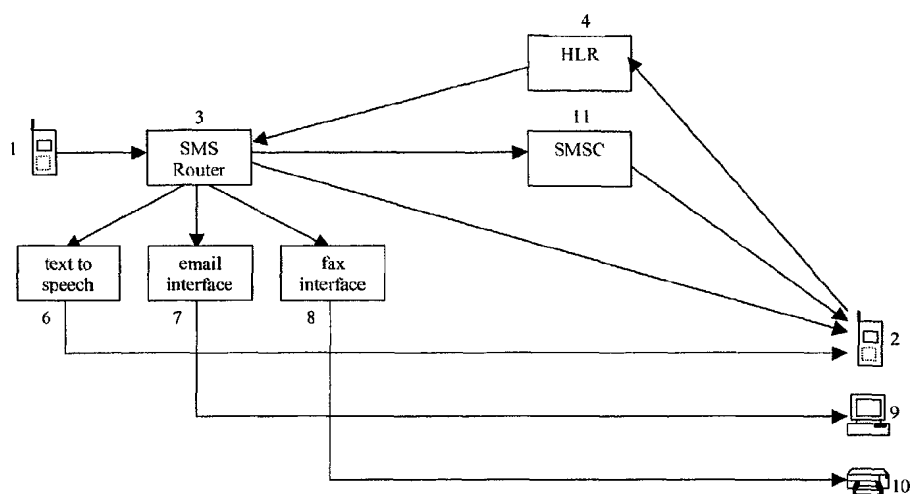 4
HLR
3
11
1
SMS
Router
SMSC
text to
speech
email
interface
fax
interface
6
7
8
2
9
10